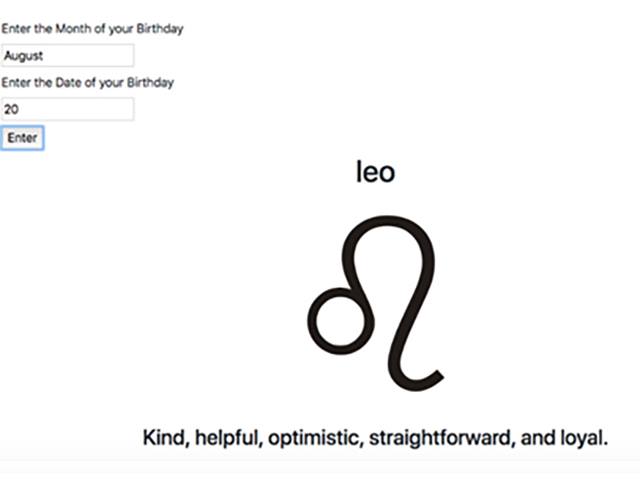 Enter the Month of your Birthday
August
Enter the Date of your Birthday
20
Enter
leo
Kind, helpful, optimistic, straightforward, and loyal.